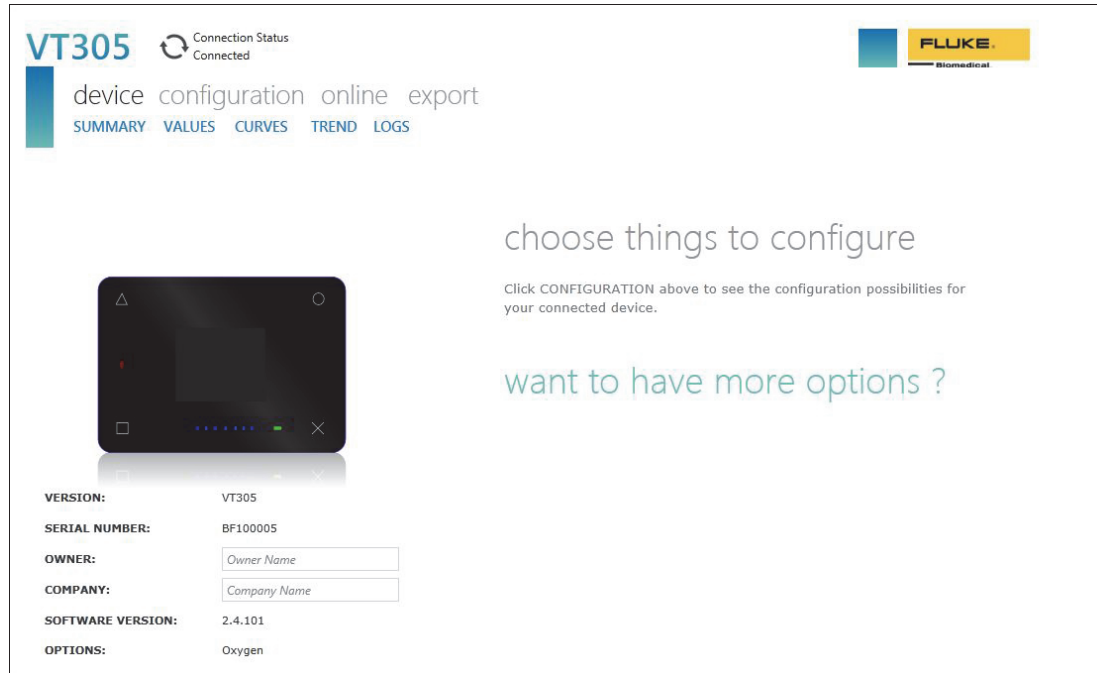 VT305
Connection Status
Connected
FLUKE®
Biomedical
device configuration online export
SUMMARY VALUES CURVES TREND LOGS
choose things to configure
Click CONFIGURATION above to see the configuration possibilities for
your connected device.
want to have more options ?
VERSION: VT305
SERIAL NUMBER: BF100005
OWNER: Owner Name
COMPANY: Company Name
SOFTWARE VERSION: 2.4.101
OPTIONS: Oxygen